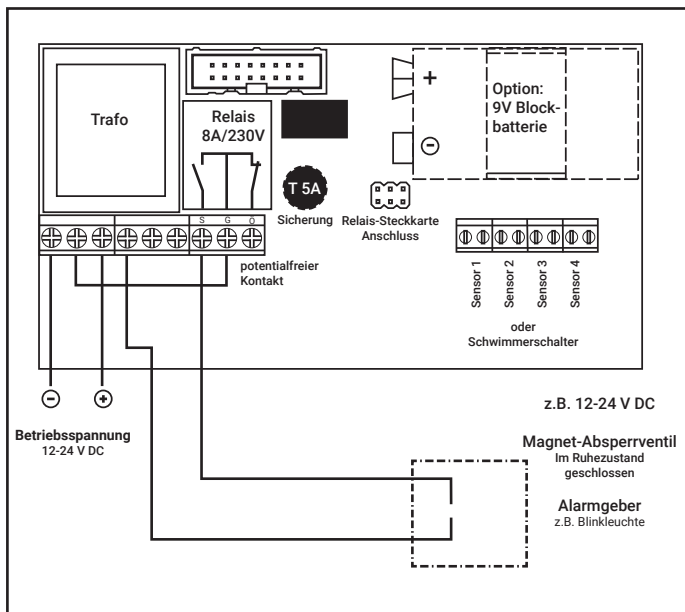 Trafo
Relais
8A/230V
+
−
Option:
9V Block-
batterie
T 5A
Sicherung
Relais-Steckkarte
Anschluss
S G Ö
potentialfreier
Kontakt
Sensor 1
Sensor 2
Sensor 3
Sensor 4
oder
Schwimmerschalter
− +
Betriebsspannung
12-24 V DC
z.B. 12-24 V DC
Magnet-Absperrventil
Im Ruhezustand
geschlossen
Alarmgeber
z.B. Blinkleuchte